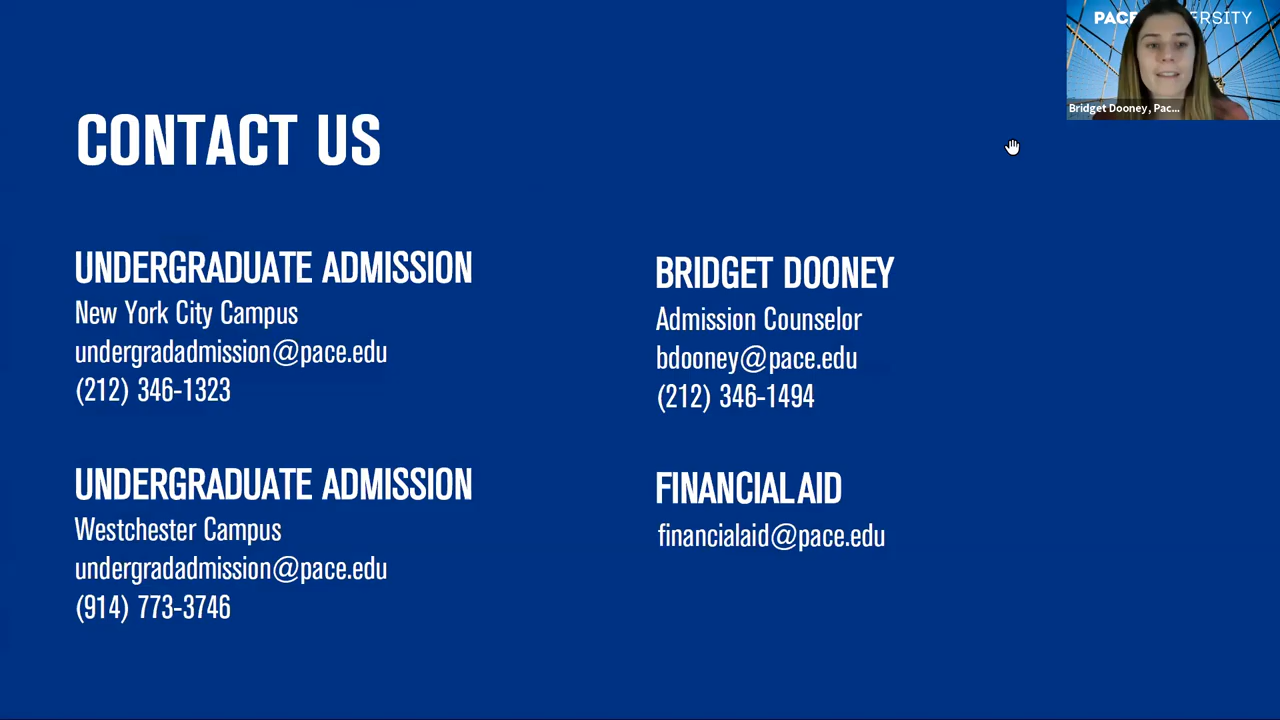 PACE
ERSITY
Bridget Dooney, Pac...
CONTACT US
UNDERGRADUATE ADMISSION
New York City Campus
undergradadmission@pace.edu
(212) 346-1323
UNDERGRADUATE ADMISSION
Westchester Campus
undergradadmission@pace.edu
(914) 773-3746
BRIDGET DOONEY
Admission Counselor
bdooney@pace.edu
(212) 346-1494
FINANCIAL AID
financialaid@pace.edu